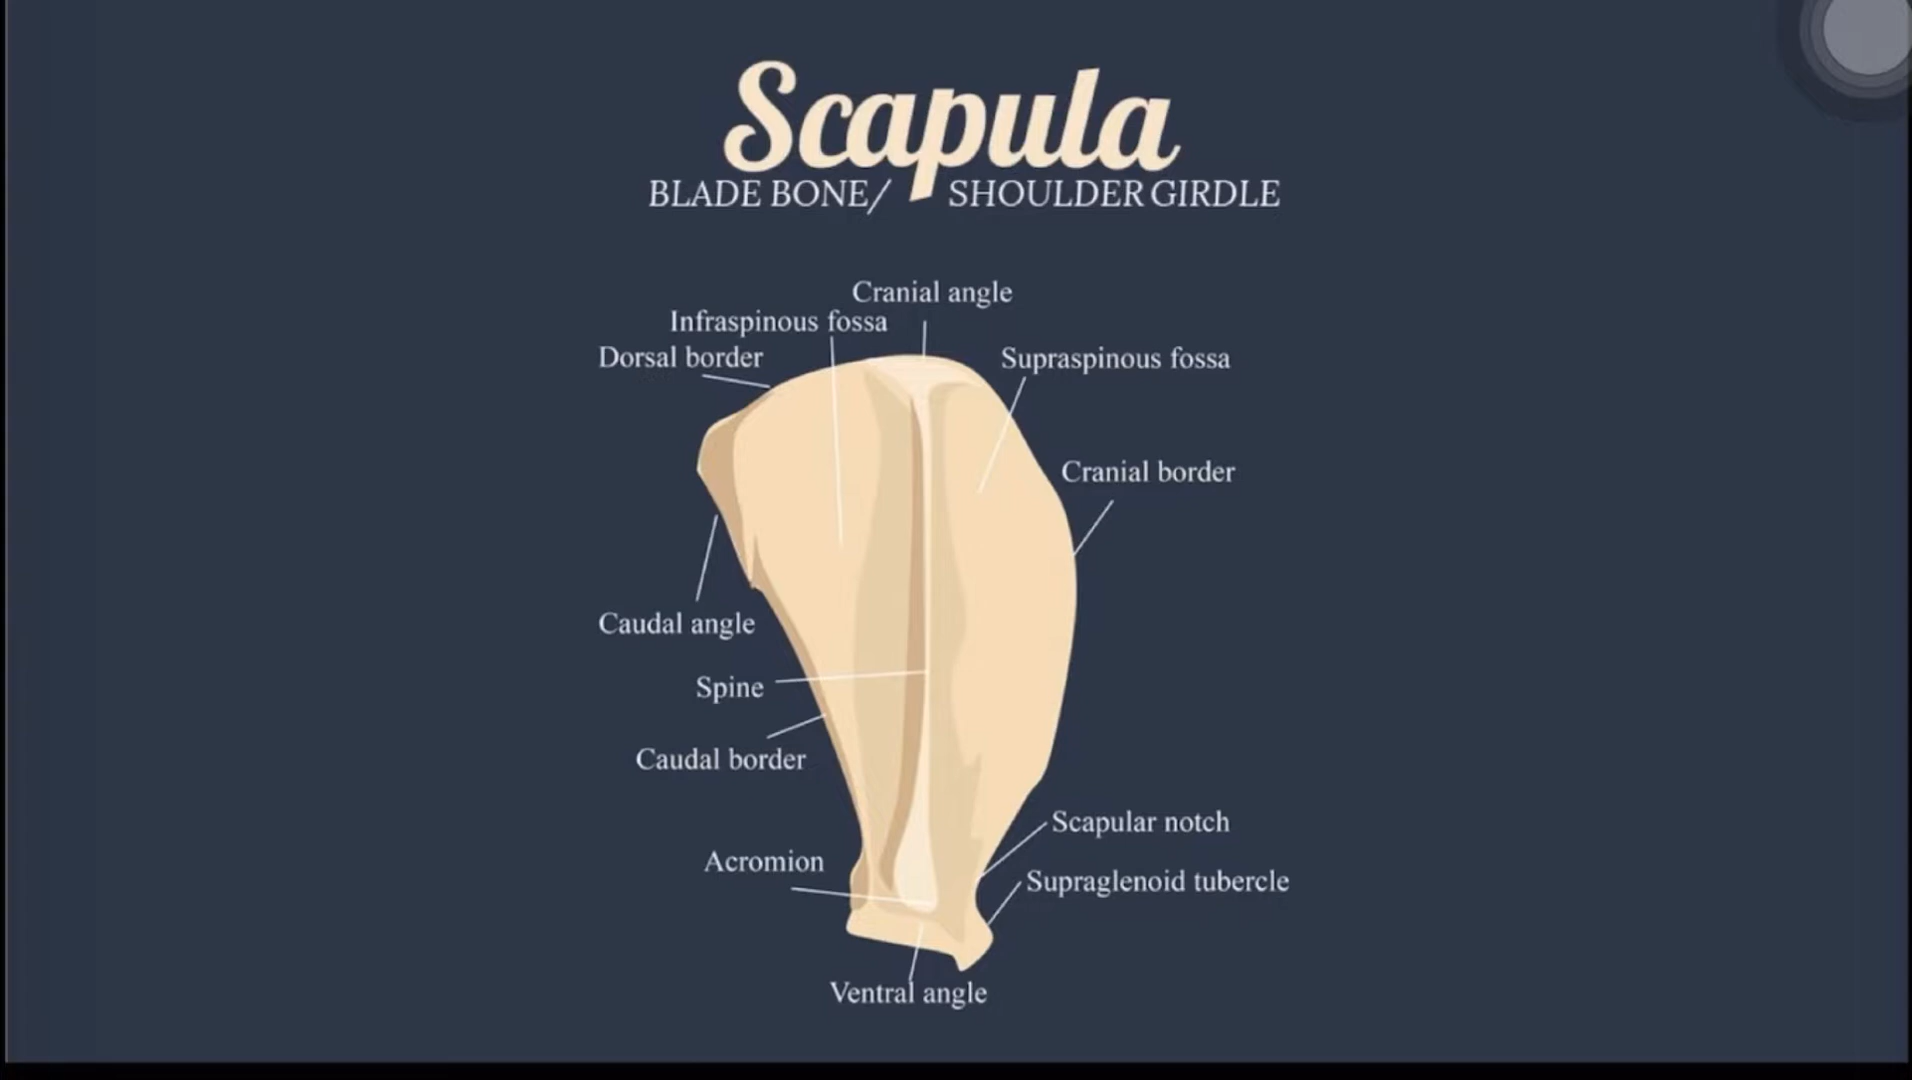 Scapula
BLADE BONE/ SHOULDER GIRDLE
Cranial angle
Infraspinous fossa
Dorsal border
Supraspinous fossa
Cranial border
Caudal angle
Spine
Caudal border
Scapular notch
Acromion
Supraglenoid tubercle
Ventral angle